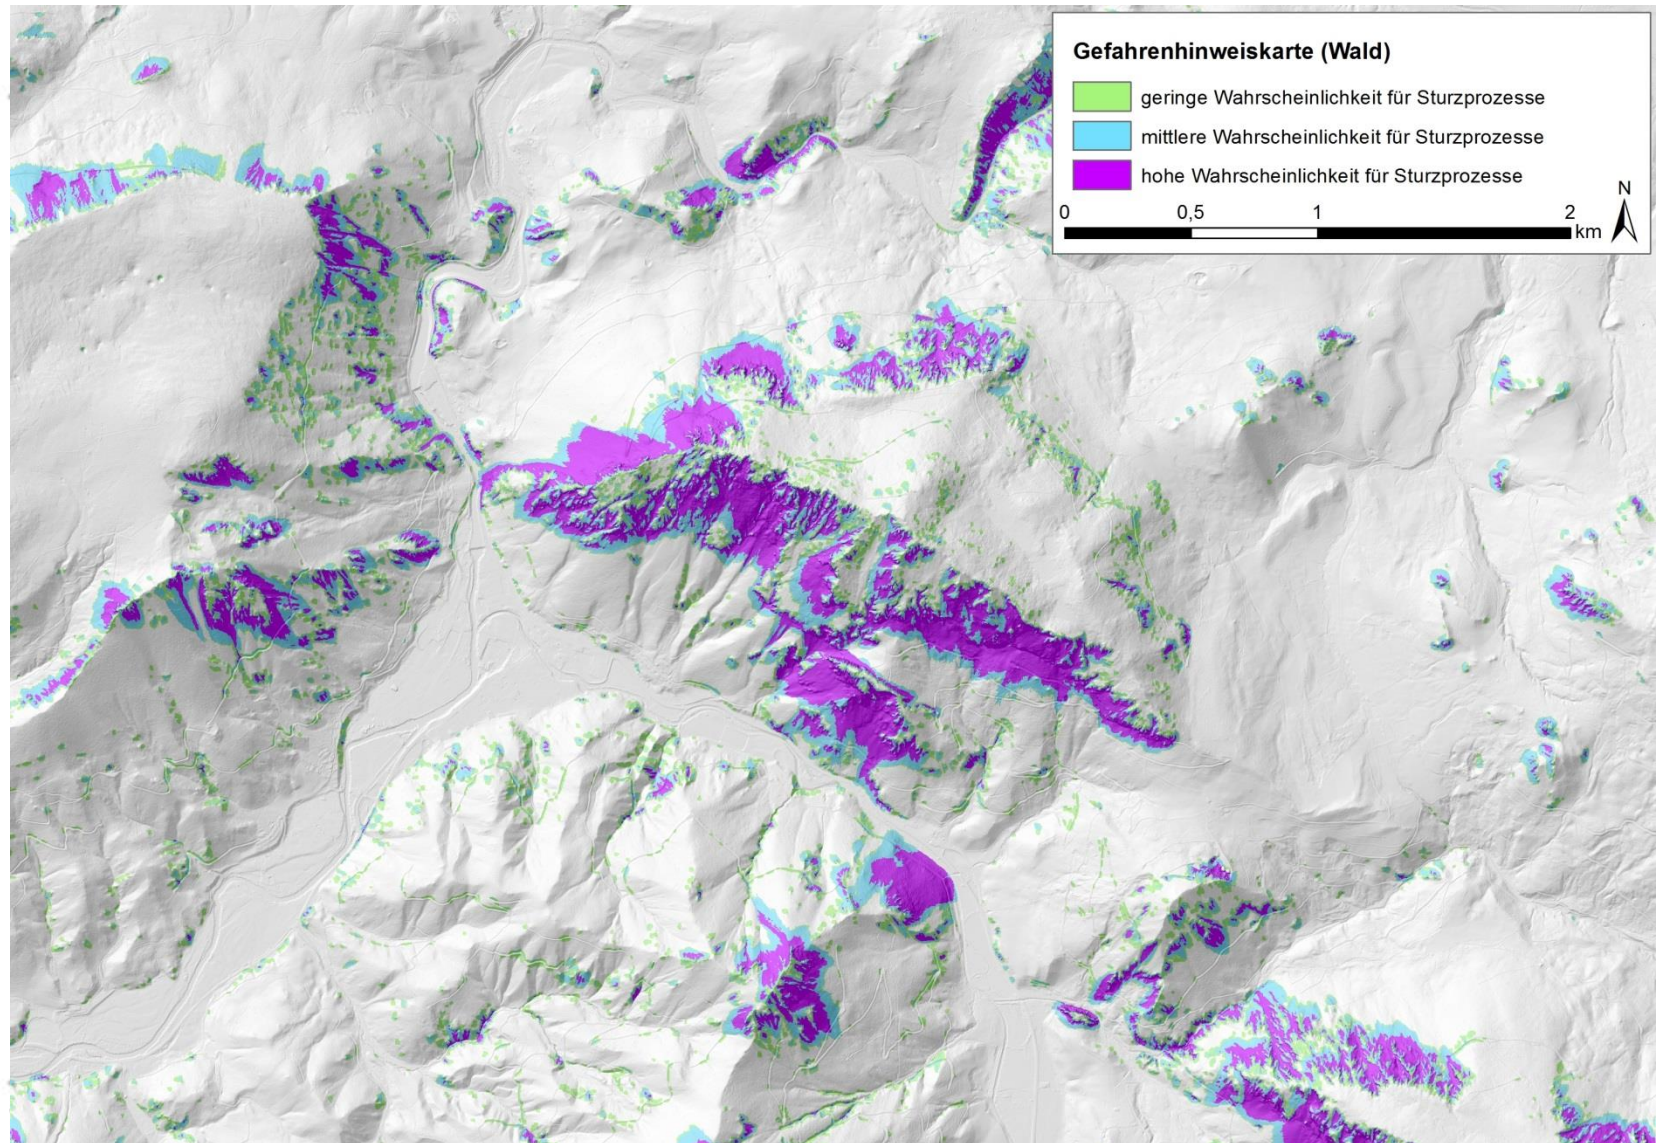 Gefahrenhinweiskarte (Wald)
geringe Wahrscheinlichkeit für Sturzprozesse
mittlere Wahrscheinlichkeit für Sturzprozesse
hohe Wahrscheinlichkeit für Sturzprozesse
N
0 0,5 1 2
km